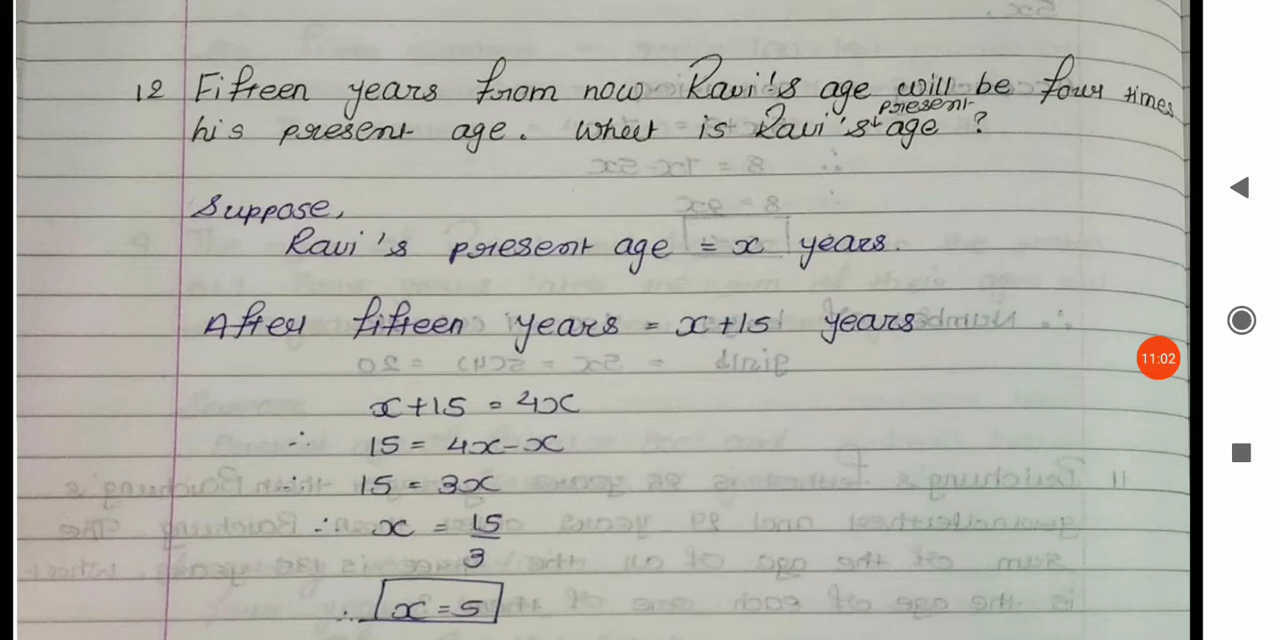 12 Fifteen years from now Ravi's age will be four times
present
his present age. What is Ravi's age ?
Suppose,
Ravi's present age = x years.
After fifteen years = x+15 years
x+15 = 4x
∴ 15 = 4x-x
∴ 15 = 3x
∴ x = 15
3
∴ x = 5
11:02